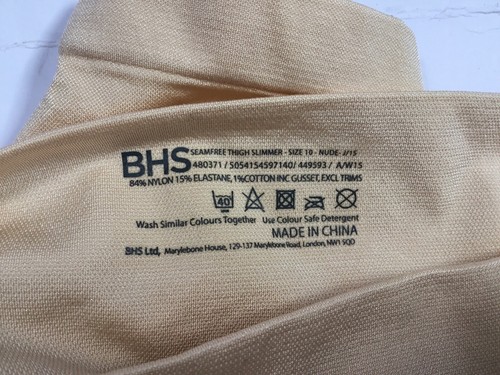 BHS
SEAMFREE THIGH SLIMMER - SIZE 10 - NUDE- J/15
480371 / 5054154597140/ 449593 / A/W15
84% NYLON 15% ELASTANE, 1%COTTON INC GUSSET, EXCL TRIMS
40°
Wash Similar Colours Together Use Colour Safe Detergent
MADE IN CHINA
BHS Ltd, Marylebone House, 129-137 Marylebone Road, London, NW1 5QD